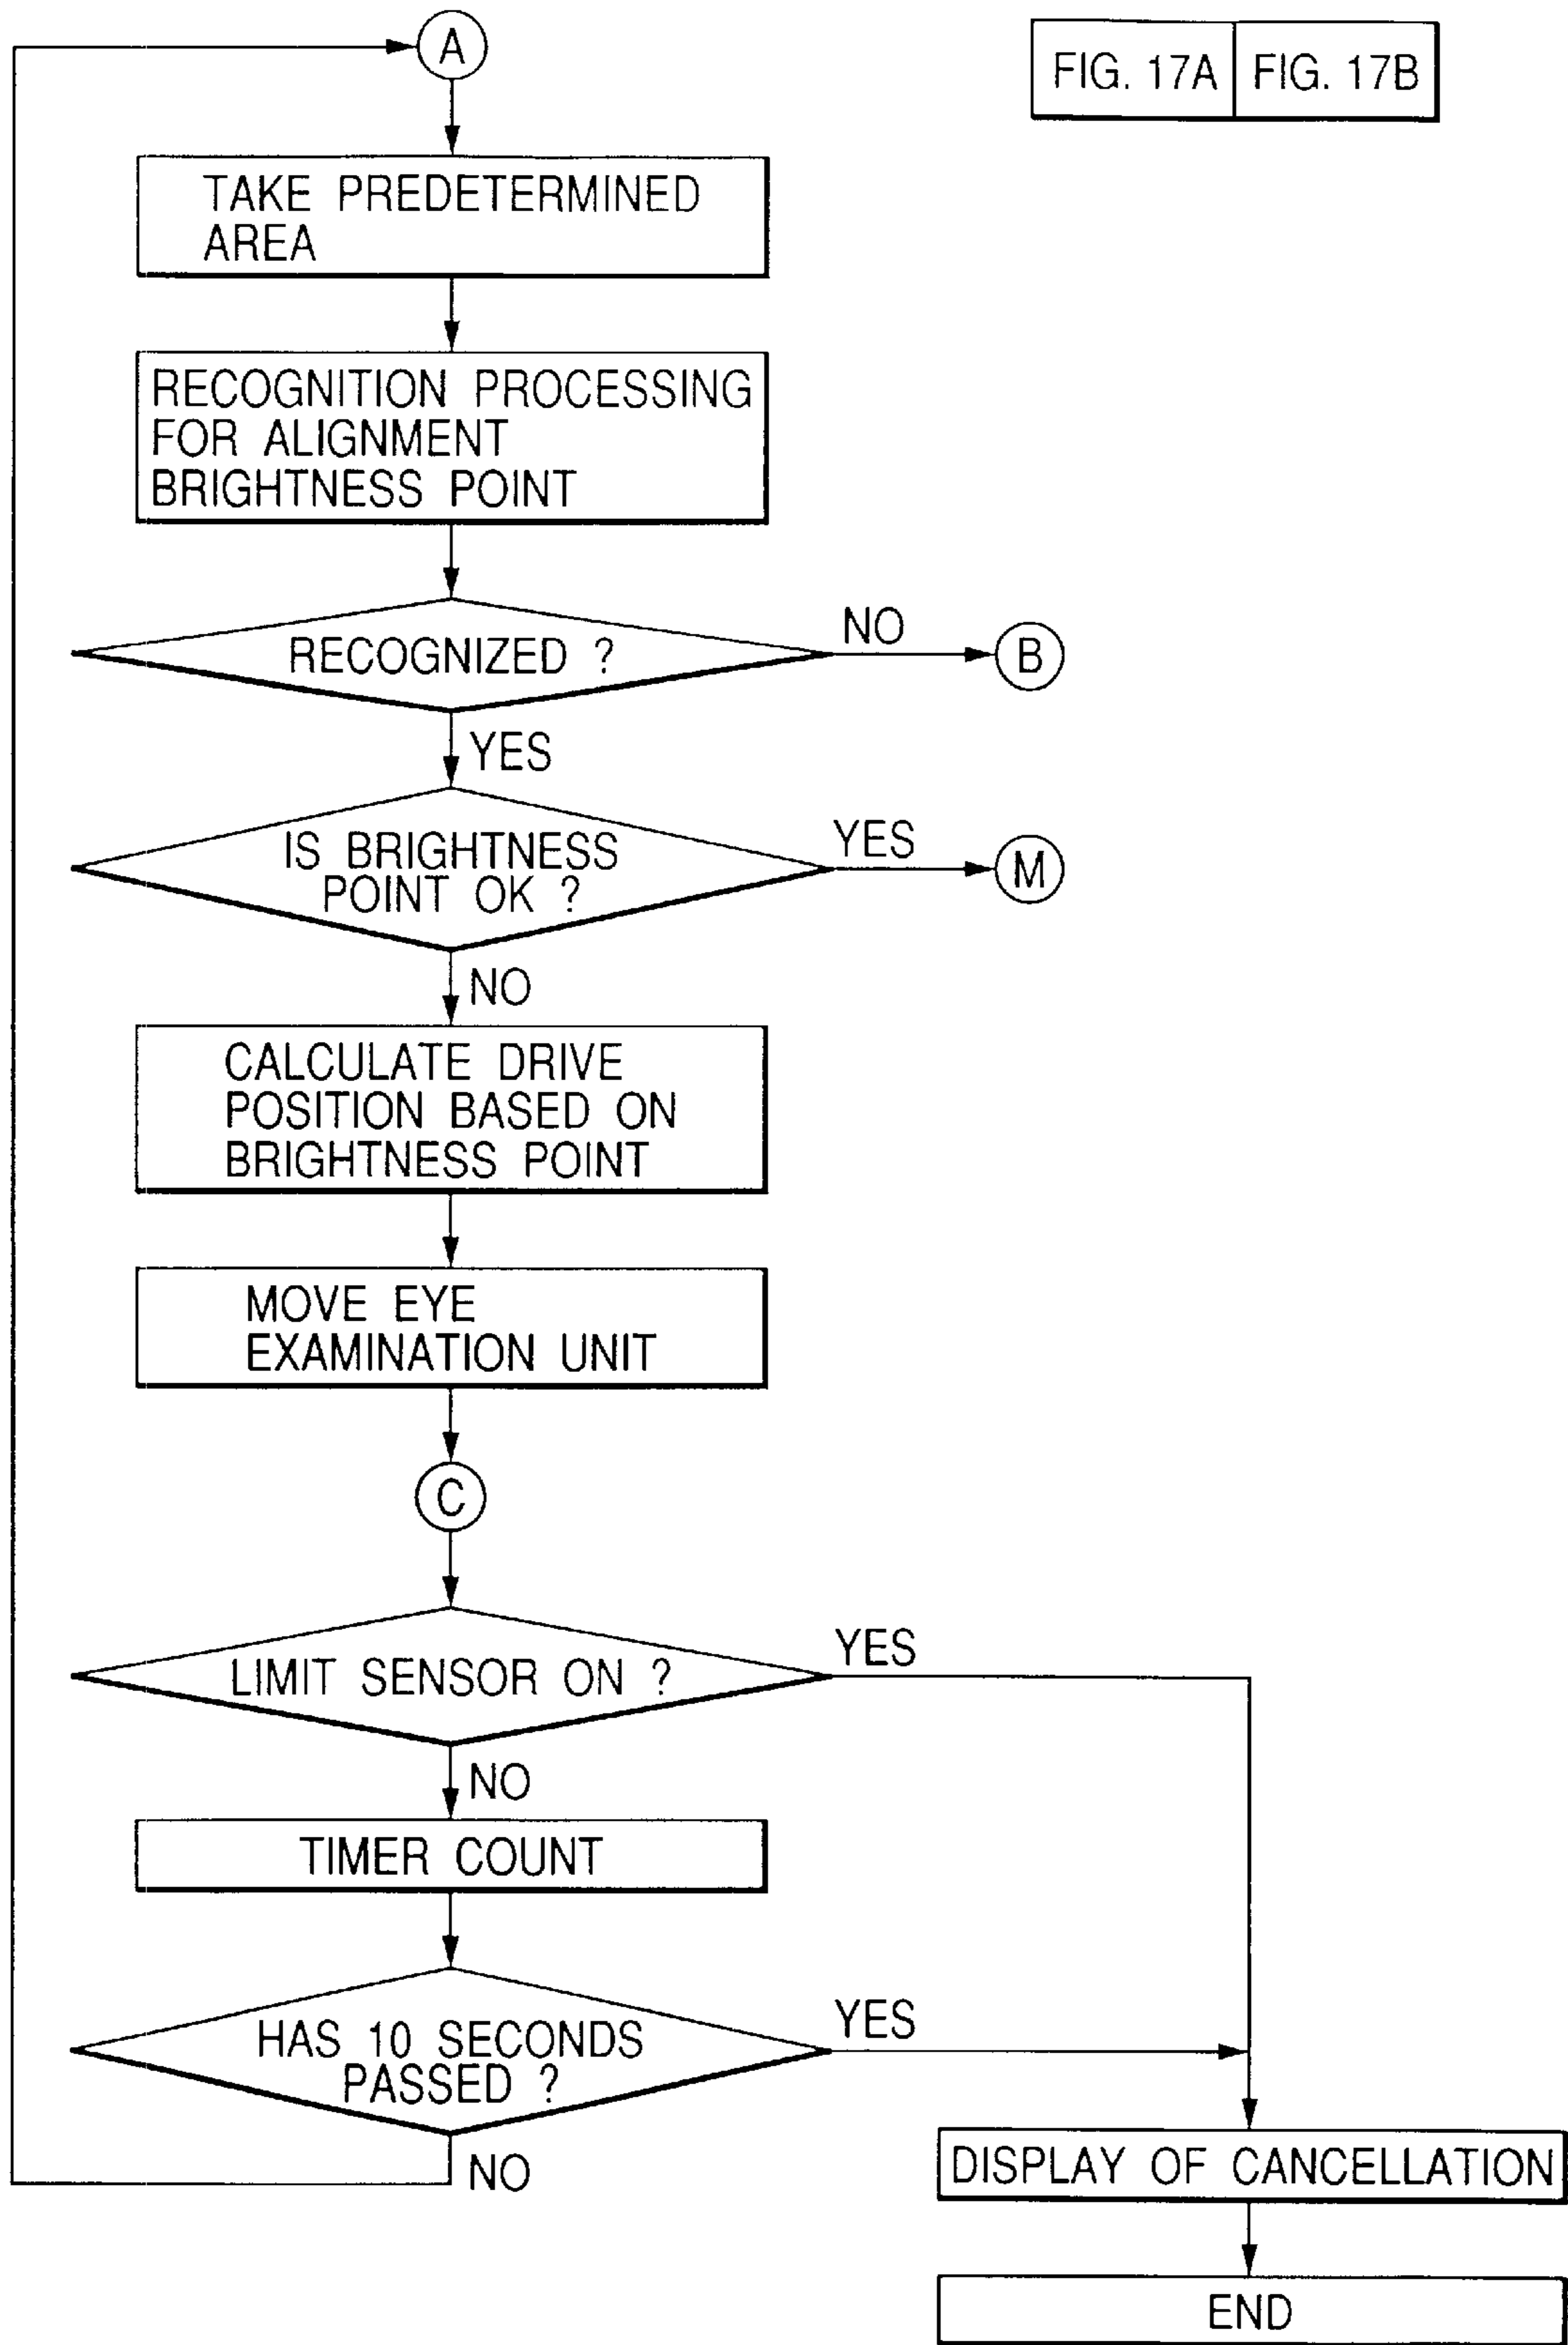 A
FIG. 17A FIG. 17B
TAKE PREDETERMINED
AREA
RECOGNITION PROCESSING
FOR ALIGNMENT
BRIGHTNESS POINT
RECOGNIZED ?
NO
B
YES
IS BRIGHTNESS
POINT OK ?
YES
M
NO
CALCULATE DRIVE
POSITION BASED ON
BRIGHTNESS POINT
MOVE EYE
EXAMINATION UNIT
C
LIMIT SENSOR ON ?
YES
NO
TIMER COUNT
HAS 10 SECONDS
PASSED ?
YES
NO
DISPLAY OF CANCELLATION
END